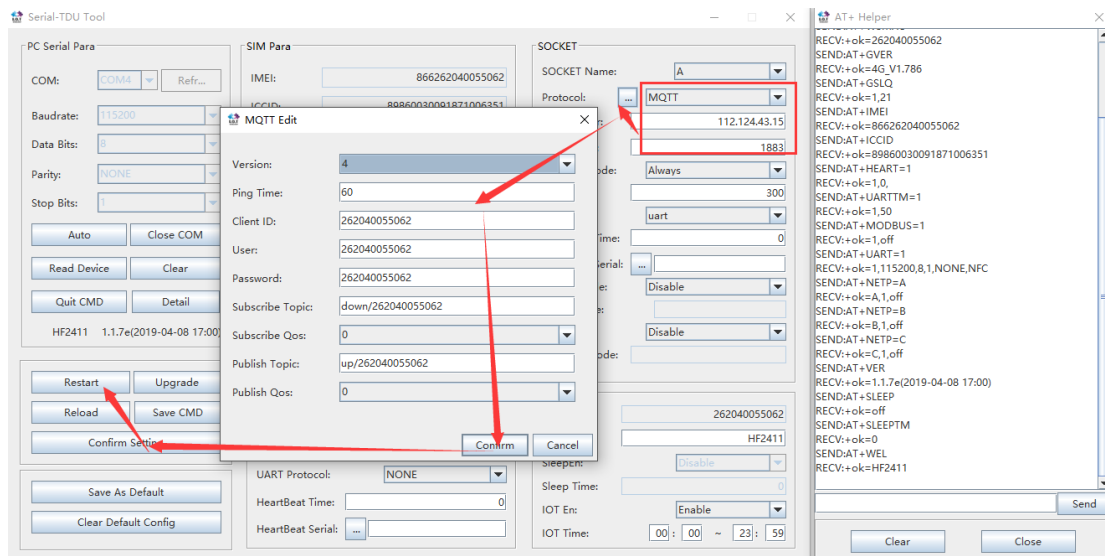 Serial-TDU Tool
PC Serial Para
COM:
COM4
Refr...
Baudrate:
115200
Data Bits:
8
Parity:
NONE
Stop Bits:
1
Auto
Close COM
Read Device
Clear
Quit CMD
Detail
HF2411 1.1.7e(2019-04-08 17:00)
Restart
Upgrade
Reload
Save CMD
Confirm
Save As Default
Clear Default Config
SIM Para
IMEI:
866262040055062
ICCID:
89860030091871006351
MQTT Edit
Version:
4
Ping Time:
60
Client ID:
262040055062
User:
262040055062
Password:
262040055062
Subscribe Topic:
down/262040055062
Subscribe Qos:
0
Publish Topic:
up/262040055062
Publish Qos:
0
Confirm
Cancel
UART Protocol:
NONE
HeartBeat Time:
0
HeartBeat Serial:
...
SOCKET
SOCKET Name:
A
Protocol:
...
MQTT
112.124.43.15
1883
ode:
Always
300
uart
ime:
0
erial:
...
e:
Disable
e:
Disable
ode:
262040055062
HF2411
SleepEn:
Disable
Sleep Time:
0
IOT En:
Enable
IOT Time:
00 : 00 ~ 23 : 59
AT+ Helper
RECV:+ok=262040055062
SEND:AT+GVER
RECV:+ok=4G_V1.786
SEND:AT+GSLQ
RECV:+ok=1,21
SEND:AT+IMEI
RECV:+ok=866262040055062
SEND:AT+ICCID
RECV:+ok=89860030091871006351
SEND:AT+HEART=1
RECV:+ok=1,0,
SEND:AT+UARTTM=1
RECV:+ok=1,50
SEND:AT+MODBUS=1
RECV:+ok=1,off
SEND:AT+UART=1
RECV:+ok=1,115200,8,1,NONE,NFC
SEND:AT+NETP=A
RECV:+ok=A,1,off
SEND:AT+NETP=B
RECV:+ok=B,1,off
SEND:AT+NETP=C
RECV:+ok=C,1,off
SEND:AT+VER
RECV:+ok=1.1.7e(2019-04-08 17:00)
SEND:AT+SLEEP
RECV:+ok=off
SEND:AT+SLEEPTM
RECV:+ok=0
SEND:AT+WEL
RECV:+ok=HF2411
Send
Clear
Close